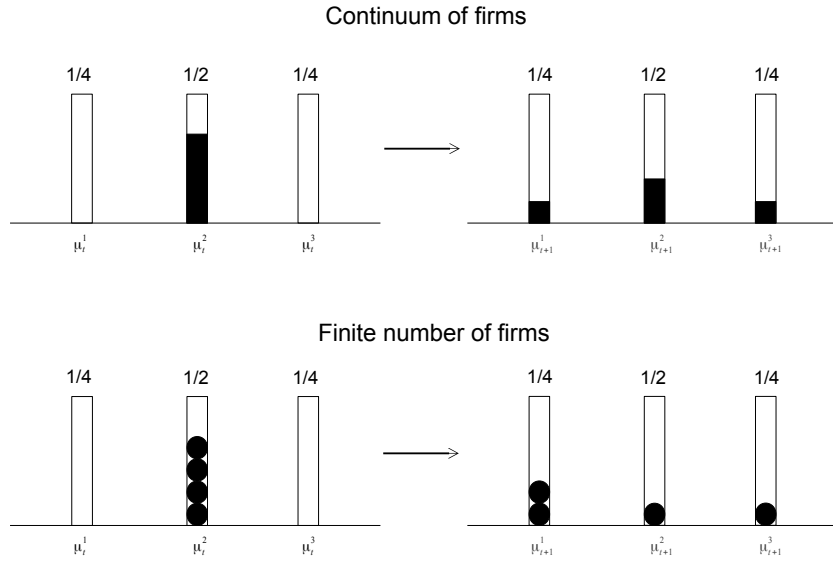 Continuum of firms
1/4 1/2 1/4 1/4 1/2 1/4
μ_t^1 μ_t^2 μ_t^3 μ_{t+1}^1 μ_{t+1}^2 μ_{t+1}^3
Finite number of firms
1/4 1/2 1/4 1/4 1/2 1/4
μ_t^1 μ_t^2 μ_t^3 μ_{t+1}^1 μ_{t+1}^2 μ_{t+1}^3